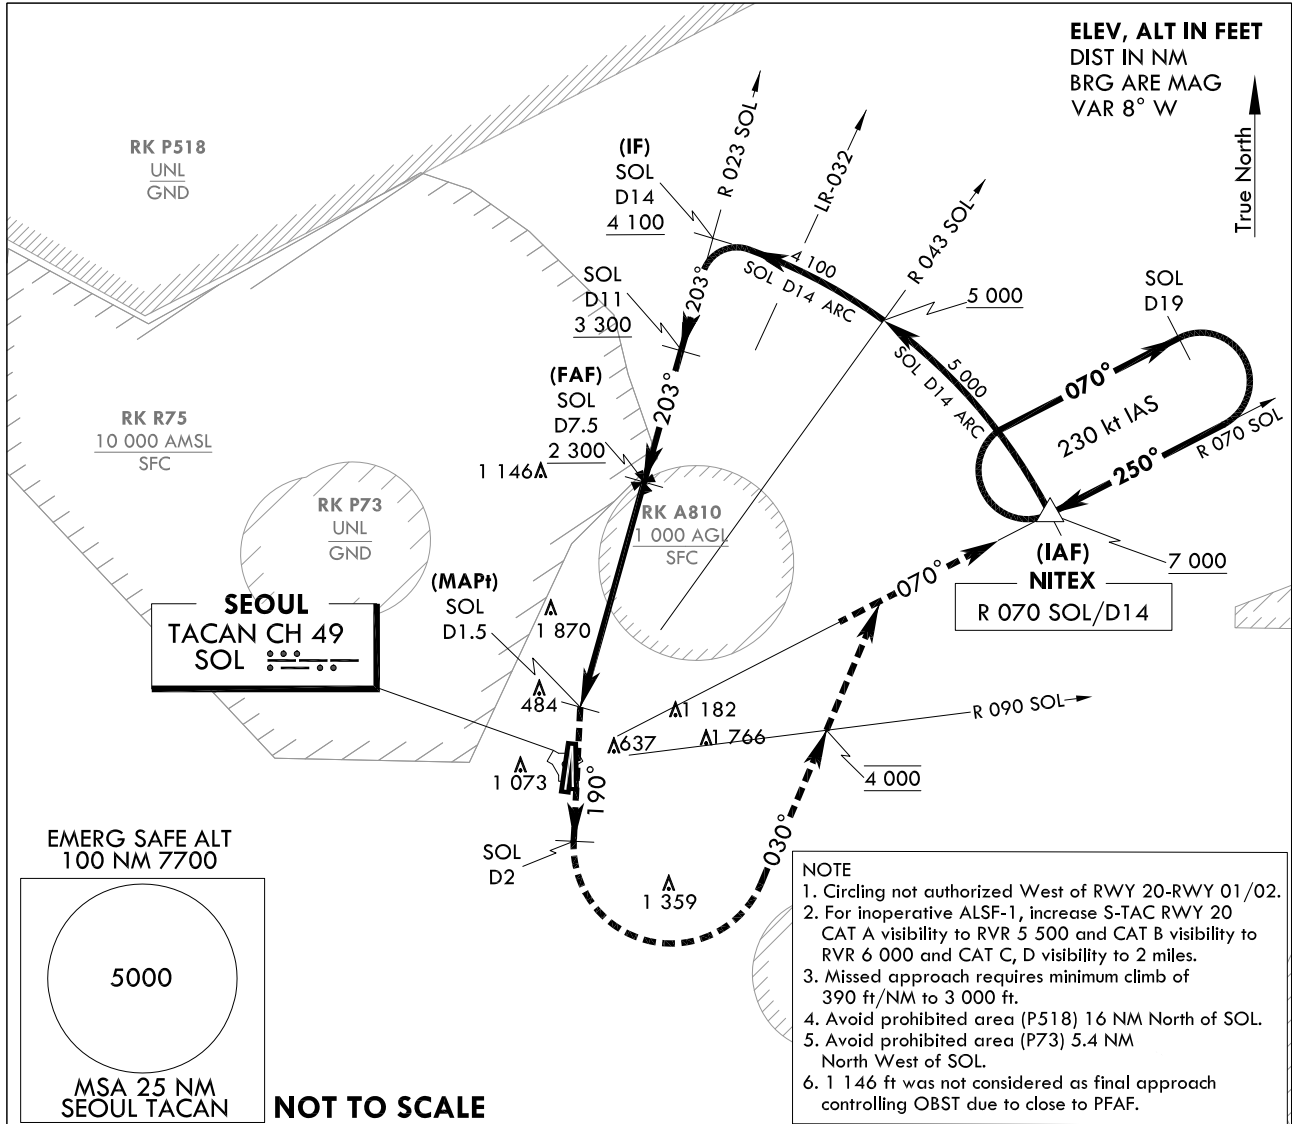 ELEV, ALT IN FEET
DIST IN NM
BRG ARE MAG
VAR 8° W
True North
RK P518
UNL
GND
(IF)
SOL
D14
4 100
R 023 SOL
LR-032
R 043 SOL
4 100
SOL D14 ARC
5 000
SOL
D19
SOL
D11
3 300
203°
203°
5 000
SOL D14 ARC
070°
230 kt IAS
R 070 SOL
250°
(FAF)
SOL
D7.5
2 300
1 146
RK R75
10 000 AMSL
SFC
RK P73
UNL
GND
RK A810
1 000 AGL
SFC
(IAF)
NITEX
R 070 SOL/D14
7 000
070°
(MAPt)
SOL
D1.5
SEOUL
TACAN CH 49
SOL
1 870
484
1 182
637
1 766
R 090 SOL
1 073
190°
4 000
030°
SOL
D2
1 359
EMERG SAFE ALT
100 NM 7700
5000
MSA 25 NM
SEOUL TACAN
NOT TO SCALE
NOTE
1. Circling not authorized West of RWY 20-RWY 01/02.
2. For inoperative ALSF-1, increase S-TAC RWY 20
CAT A visibility to RVR 5 500 and CAT B visibility to
RVR 6 000 and CAT C, D visibility to 2 miles.
3. Missed approach requires minimum climb of
390 ft/NM to 3 000 ft.
4. Avoid prohibited area (P518) 16 NM North of SOL.
5. Avoid prohibited area (P73) 5.4 NM
North West of SOL.
6. 1 146 ft was not considered as final approach
controlling OBST due to close to PFAF.